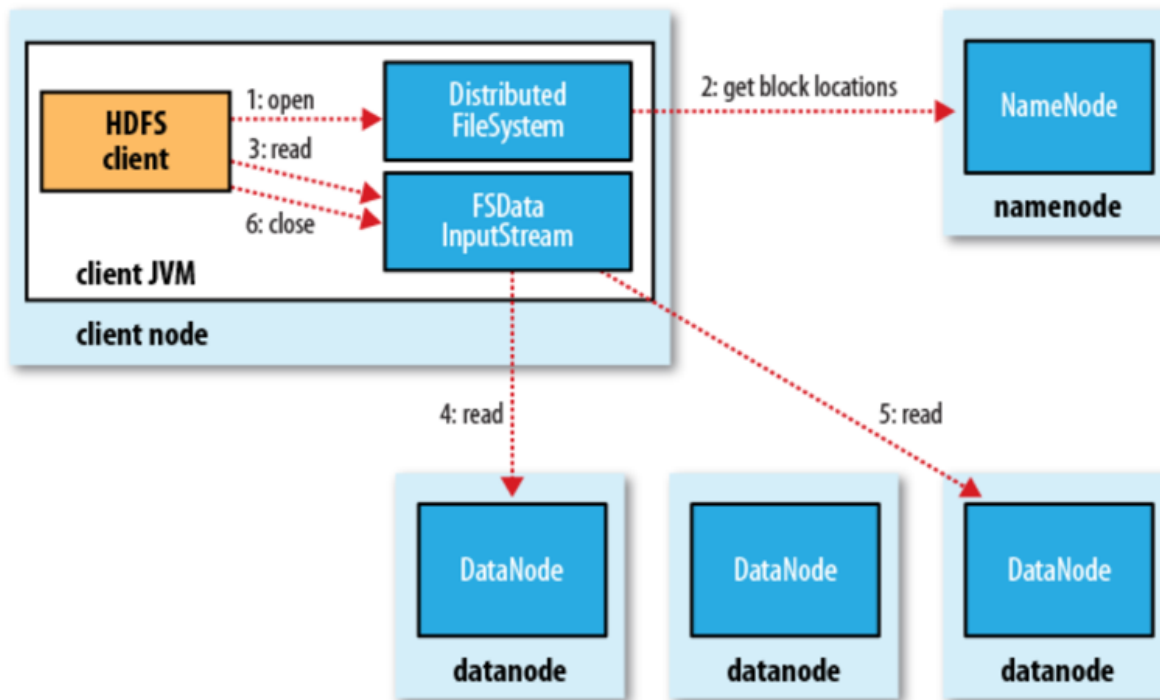 HDFS
client
1: open
3: read
6: close
Distributed
FileSystem
FSData
InputStream
client JVM
client node
2: get block locations
NameNode
namenode
4: read
5: read
DataNode
datanode
DataNode
datanode
DataNode
datanode